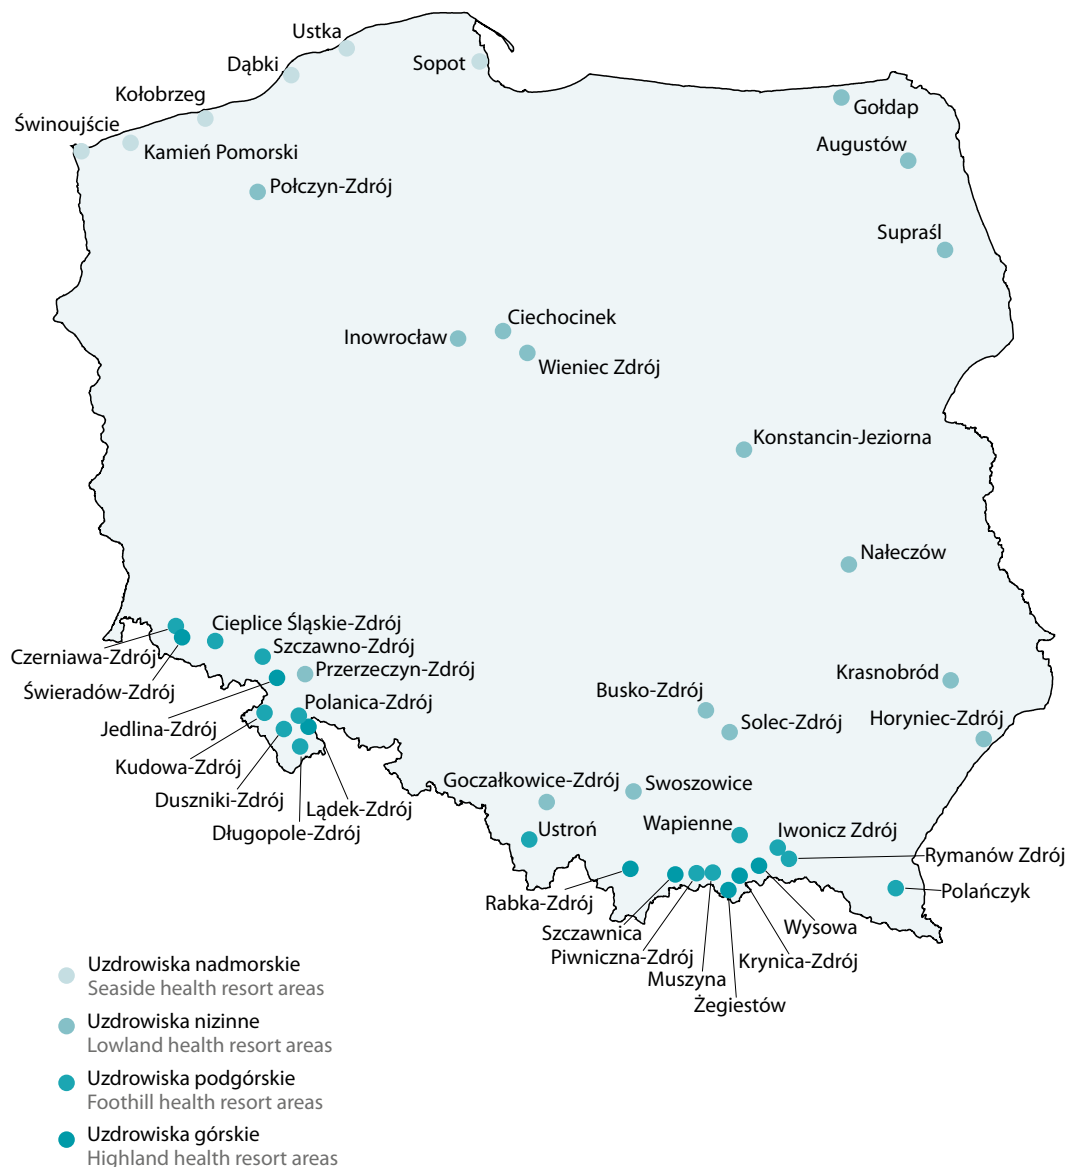 Ustka
Dąbki
Sopot
Kołobrzeg
Gołdap
Świnoujście
Kamień Pomorski
Augustów
Połczyn-Zdrój
Supraśl
Ciechocinek
Inowrocław
Wieniec Zdrój
Konstancin-Jeziorna
Nałeczów
Cieplice Śląskie-Zdrój
Szczawno-Zdrój
Czerniawa-Zdrój
Przerzeczyn-Zdrój
Krasnobród
Świeradów-Zdrój
Busko-Zdrój
Polanica-Zdrój
Horyniec-Zdrój
Solec-Zdrój
Jedlina-Zdrój
Kudowa-Zdrój
Goczałkowice-Zdrój
Swoszowice
Duszniki-Zdrój
Lądek-Zdrój
Wapienne
Iwonicz Zdrój
Ustroń
Długopole-Zdrój
Rymanów Zdrój
Polańczyk
Rabka-Zdrój
Wysowa
Szczawnica
Piwniczna-Zdrój
Krynica-Zdrój
Muszyna
Żegiestów
Uzdrowiska nadmorskie
Seaside health resort areas
Uzdrowiska nizinne
Lowland health resort areas
Uzdrowiska podgórskie
Foothill health resort areas
Uzdrowiska górskie
Highland health resort areas